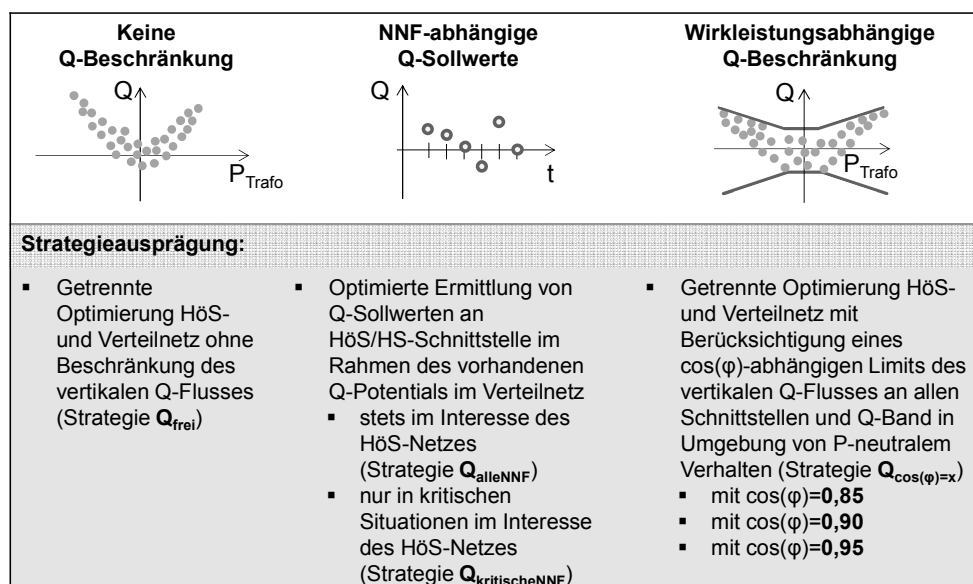 Keine
Q-Beschränkung
Q
P_Trafo
NNF-abhängige
Q-Sollwerte
Q
t
Wirkleistungsabhängige
Q-Beschränkung
Q
P_Trafo
Strategieausprägung:
▪ Getrennte
Optimierung HöS-
und Verteilnetz ohne
Beschränkung des
vertikalen Q-Flusses
(Strategie Q_frei)
▪ Optimierte Ermittlung von
Q-Sollwerten an
HöS/HS-Schnittstelle im
Rahmen des vorhandenen
Q-Potentials im Verteilnetz
▪ stets im Interesse des
HöS-Netzes
(Strategie Q_alleNNF)
▪ nur in kritischen
Situationen im Interesse
des HöS-Netzes
(Strategie Q_kritischeNNF)
▪ Getrennte Optimierung HöS-
und Verteilnetz mit
Berücksichtigung eines
cos(φ)-abhängigen Limits des
vertikalen Q-Flusses an allen
Schnittstellen und Q-Band in
Umgebung von P-neutralem
Verhalten (Strategie Q_cos(φ)=x)
▪ mit cos(φ)=0,85
▪ mit cos(φ)=0,90
▪ mit cos(φ)=0,95